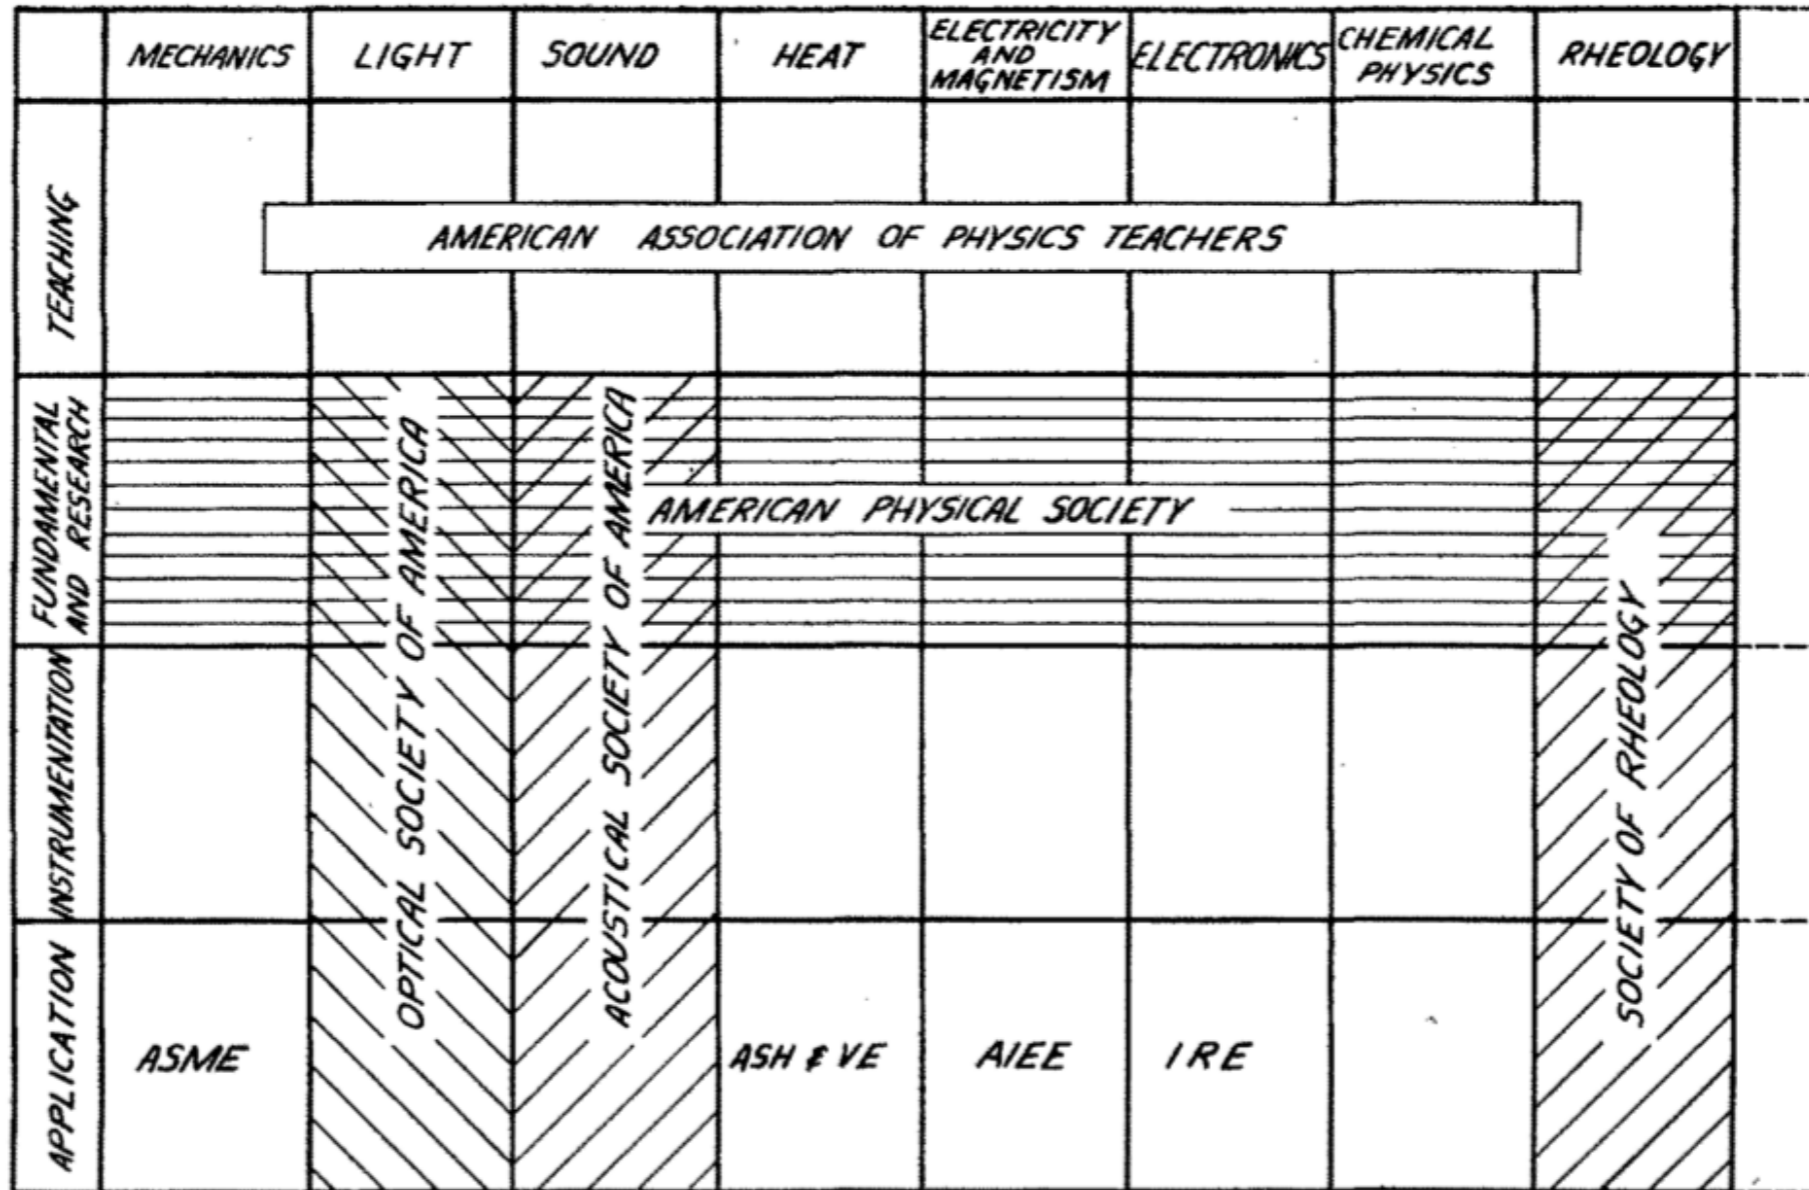 MECHANICS
LIGHT
SOUND
HEAT
ELECTRICITY
AND
MAGNETISM
ELECTRONICS
CHEMICAL
PHYSICS
RHEOLOGY
TEACHING
AMERICAN ASSOCIATION OF PHYSICS TEACHERS
FUNDAMENTAL
AND RESEARCH
OPTICAL SOCIETY OF AMERICA
ACOUSTICAL SOCIETY OF AMERICA
AMERICAN PHYSICAL SOCIETY
SOCIETY OF RHEOLOGY
INSTRUMENTATION
APPLICATION
ASME
ASH & VE
AIEE
IRE